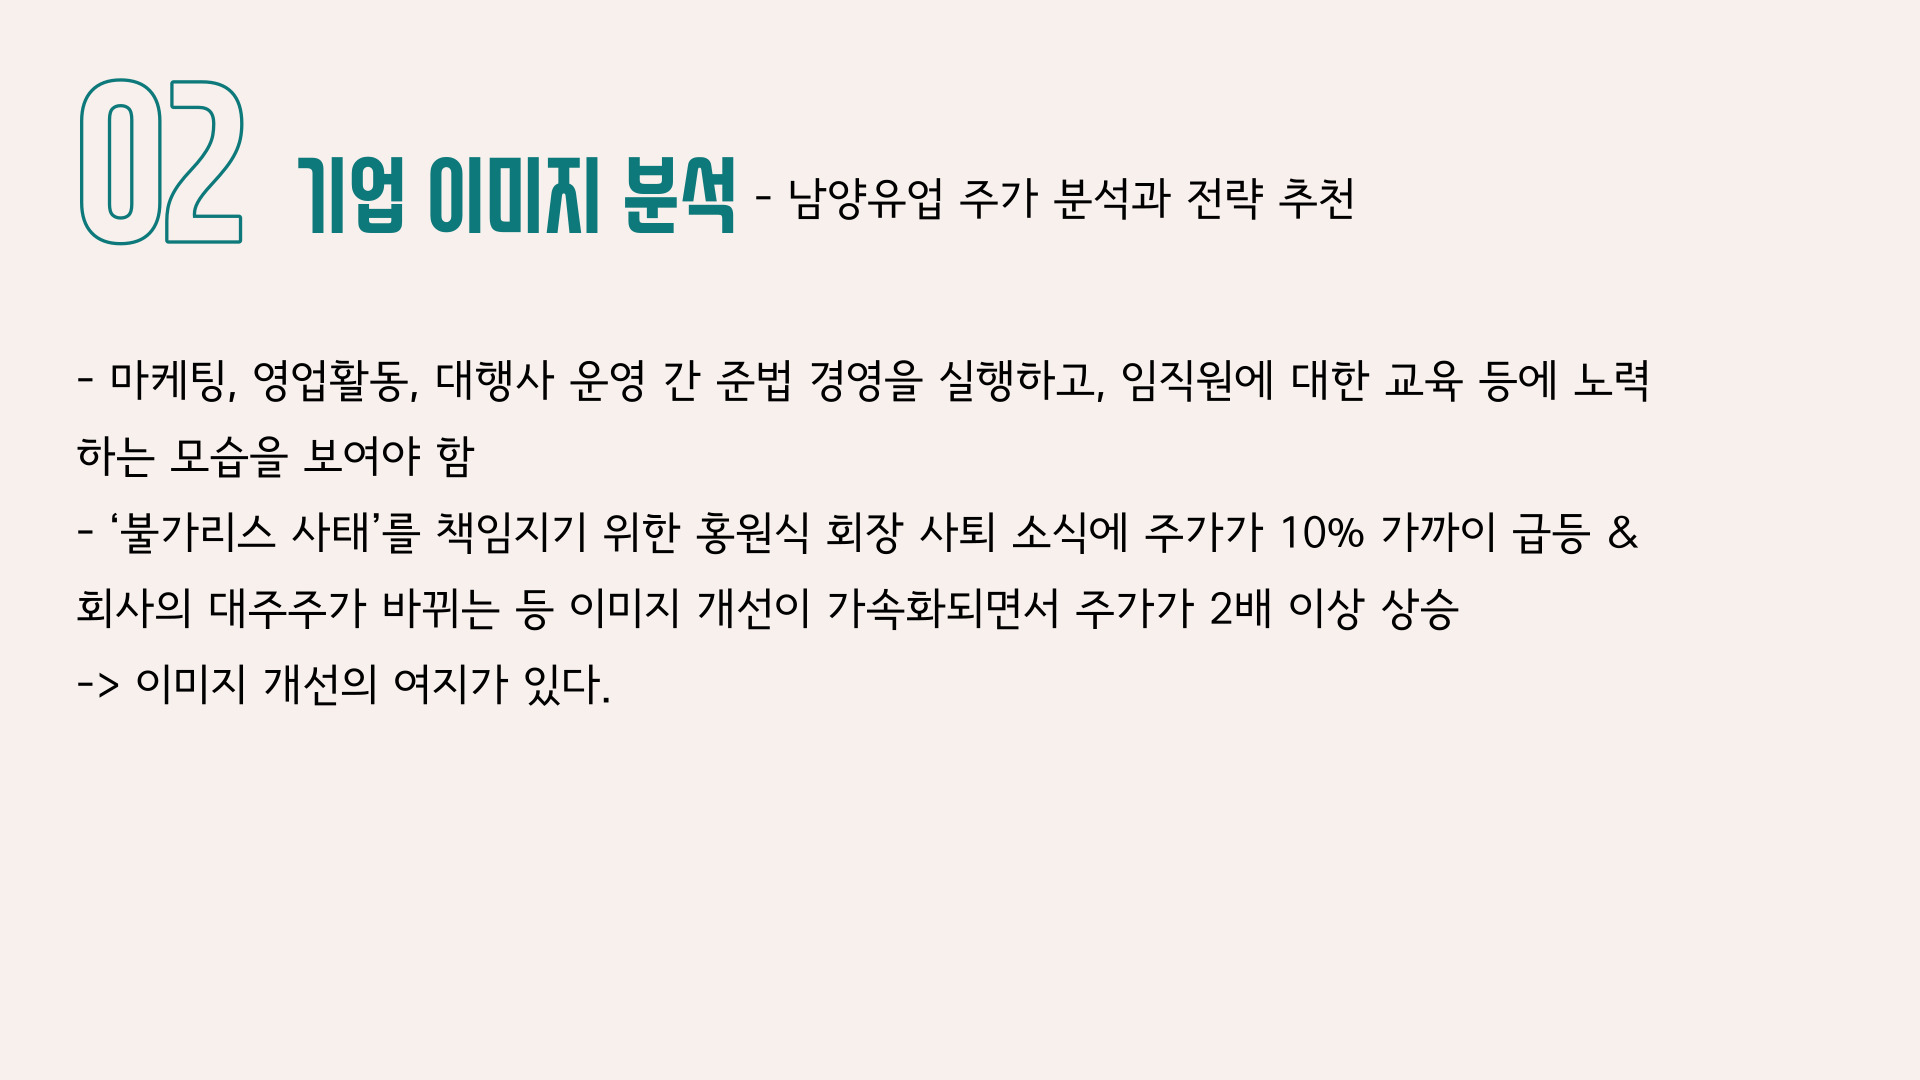 02 기업 이미지 분석 - 남양유업 주가 분석과 전략 추천
- 마케팅, 영업활동, 대행사 운영 간 준법 경영을 실행하고, 임직원에 대한 교육 등에 노력
하는 모습을 보여야 함
- ‘불가리스 사태’를 책임지기 위한 홍원식 회장 사퇴 소식에 주가가 10% 가까이 급등 &
회사의 대주주가 바뀌는 등 이미지 개선이 가속화되면서 주가가 2배 이상 상승
-> 이미지 개선의 여지가 있다.